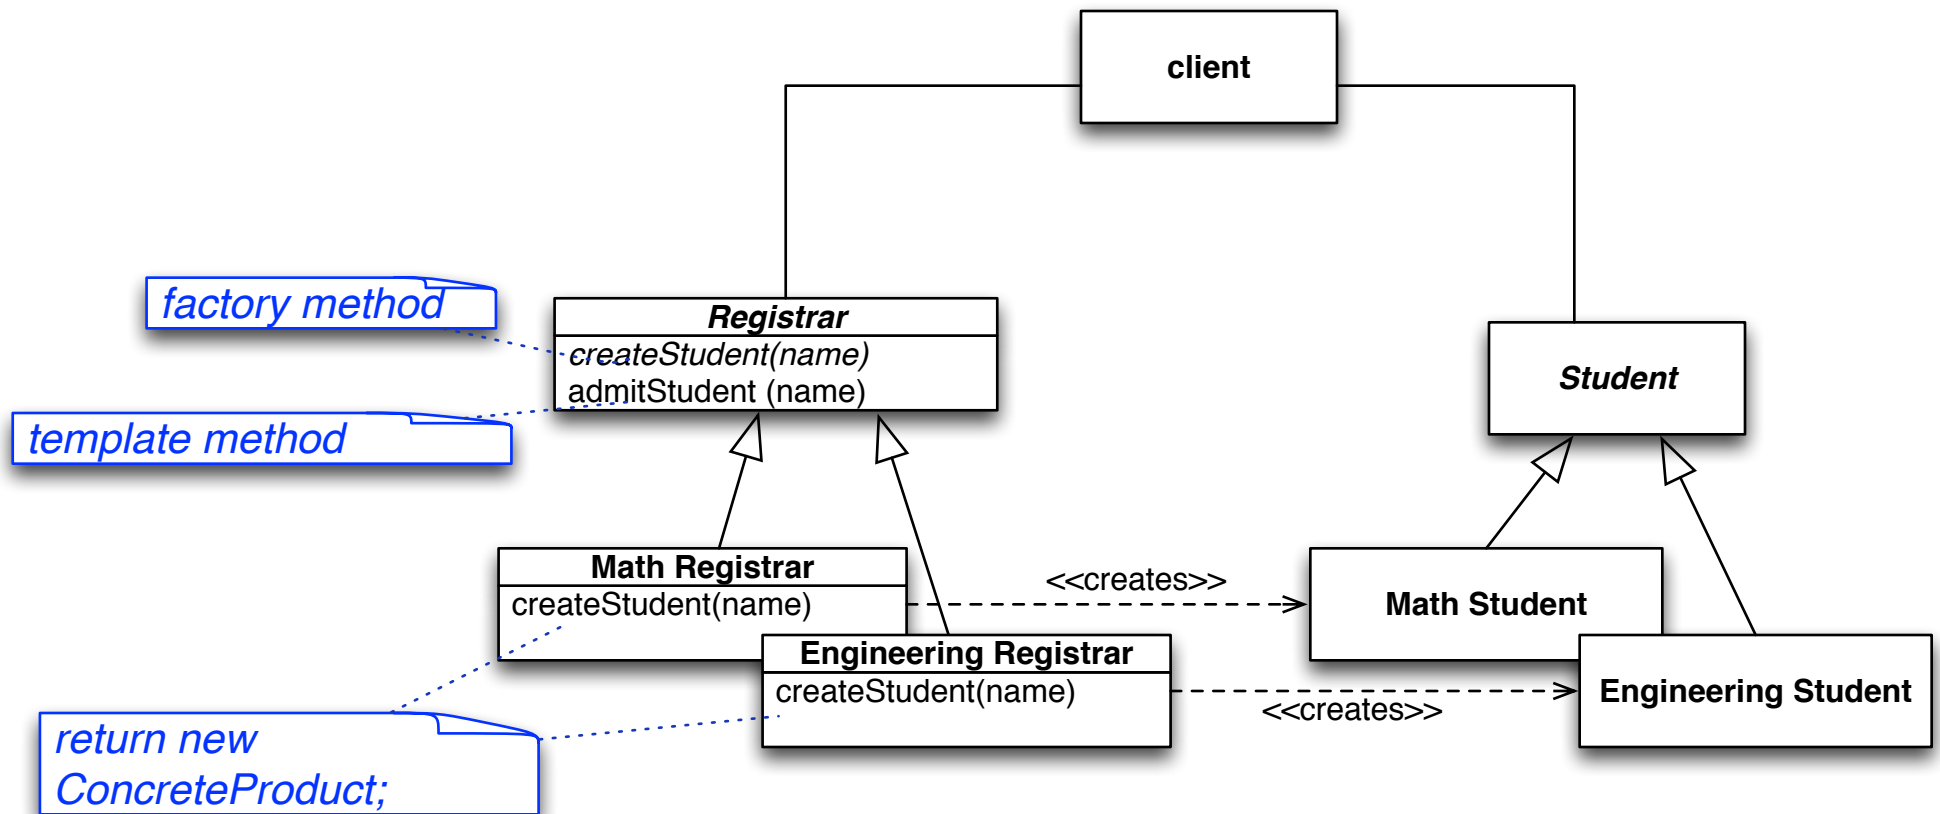 client
factory method
Registrar
createStudent(name)
admitStudent (name)
template method
Student
Math Registrar
createStudent(name)
<<creates>>
Math Student
Engineering Registrar
createStudent(name)
<<creates>>
Engineering Student
return new
ConcreteProduct;